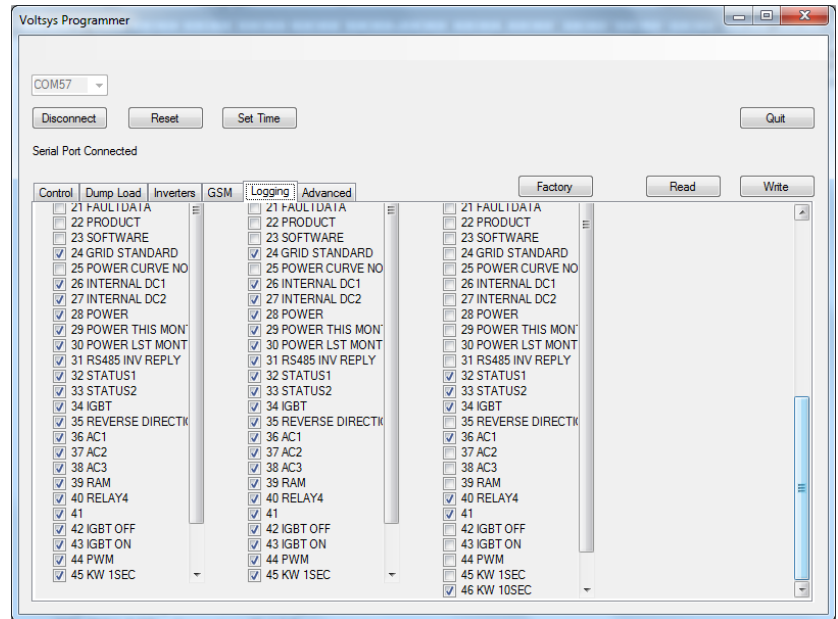 Voltsys Programmer
COM57
Disconnect Reset Set Time Quit
Serial Port Connected
Control Dump Load Inverters GSM Logging Advanced Factory Read Write
21 FAULTDATA 21 FAULTDATA 21 FAULTDATA
22 PRODUCT 22 PRODUCT 22 PRODUCT
23 SOFTWARE 23 SOFTWARE 23 SOFTWARE
24 GRID STANDARD 24 GRID STANDARD 24 GRID STANDARD
25 POWER CURVE NO 25 POWER CURVE NO 25 POWER CURVE NO
26 INTERNAL DC1 26 INTERNAL DC1 26 INTERNAL DC1
27 INTERNAL DC2 27 INTERNAL DC2 27 INTERNAL DC2
28 POWER 28 POWER 28 POWER
29 POWER THIS MON 29 POWER THIS MON 29 POWER THIS MON
30 POWER LST MONT 30 POWER LST MONT 30 POWER LST MONT
31 RS485 INV REPLY 31 RS485 INV REPLY 31 RS485 INV REPLY
32 STATUS1 32 STATUS1 32 STATUS1
33 STATUS2 33 STATUS2 33 STATUS2
34 IGBT 34 IGBT 34 IGBT
35 REVERSE DIRECTI 35 REVERSE DIRECTI 35 REVERSE DIRECTI
36 AC1 36 AC1 36 AC1
37 AC2 37 AC2 37 AC2
38 AC3 38 AC3 38 AC3
39 RAM 39 RAM 39 RAM
40 RELAY4 40 RELAY4 40 RELAY4
41 41 41
42 IGBT OFF 42 IGBT OFF 42 IGBT OFF
43 IGBT ON 43 IGBT ON 43 IGBT ON
44 PWM 44 PWM 44 PWM
45 KW 1SEC 45 KW 1SEC 45 KW 1SEC
46 KW 10SEC